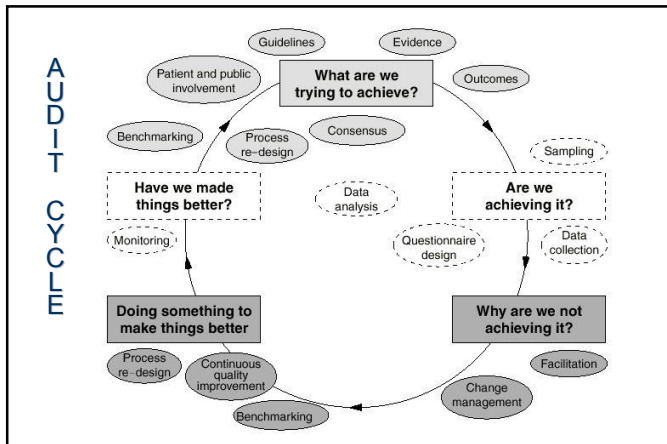 AUDIT CYCLE
Guidelines
Evidence
Patient and public
involvement
What are we
trying to achieve?
Outcomes
Benchmarking
Process
re-design
Consensus
Sampling
Have we made
things better?
Data
analysis
Are we
achieving it?
Monitoring
Questionnaire
design
Data
collection
Doing something to
make things better
Why are we not
achieving it?
Process
re-design
Continuous
quality
improvement
Facilitation
Change
management
Benchmarking